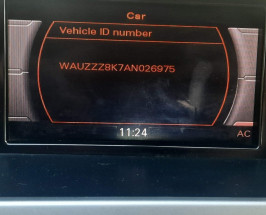 Car
Vehicle ID number
WAUZZZ8K7AN026975
11:24
AC